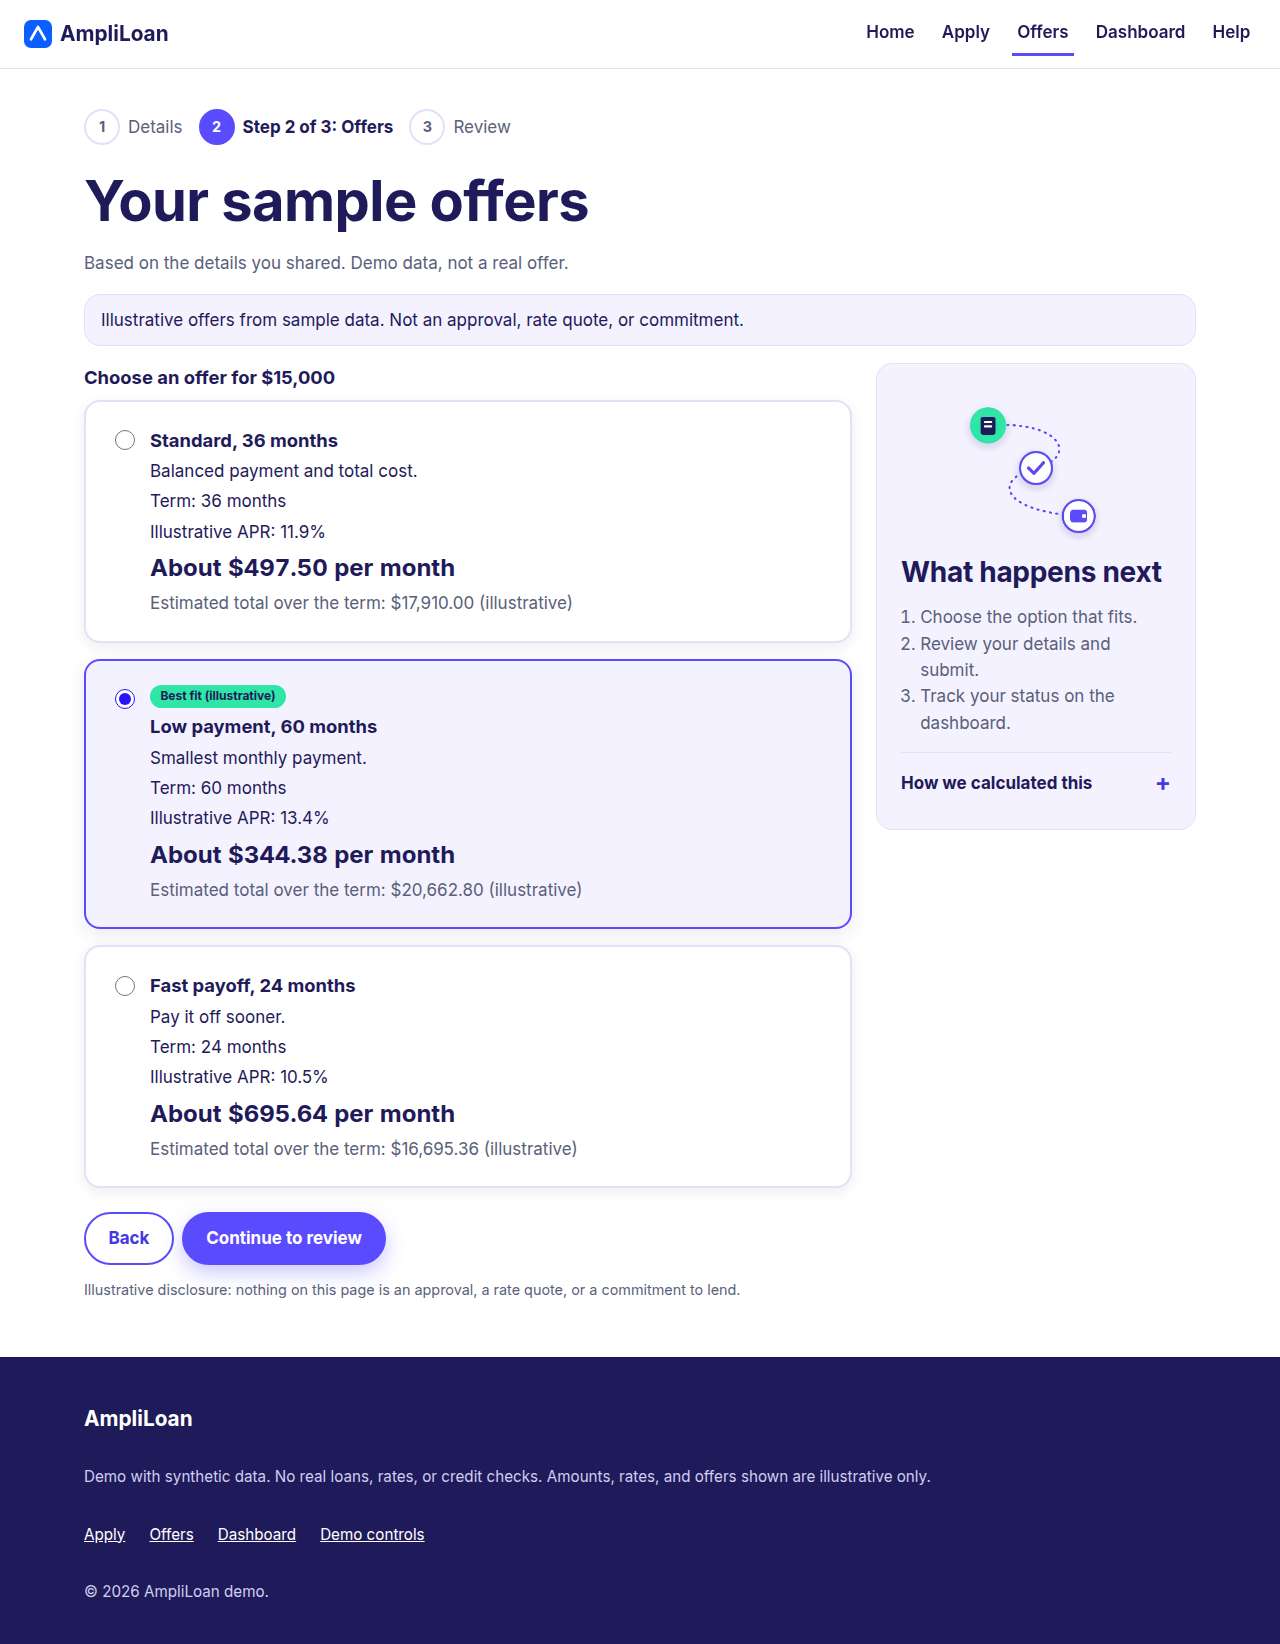 AmpliLoan
Home Apply Offers Dashboard Help
1 Details 2 Step 2 of 3: Offers 3 Review
Your sample offers
Based on the details you shared. Demo data, not a real offer.
Illustrative offers from sample data. Not an approval, rate quote, or commitment.
Choose an offer for $15,000
Standard, 36 months
Balanced payment and total cost.
Term: 36 months
Illustrative APR: 11.9%
About $497.50 per month
Estimated total over the term: $17,910.00 (illustrative)
Best fit (illustrative)
Low payment, 60 months
Smallest monthly payment.
Term: 60 months
Illustrative APR: 13.4%
About $344.38 per month
Estimated total over the term: $20,662.80 (illustrative)
Fast payoff, 24 months
Pay it off sooner.
Term: 24 months
Illustrative APR: 10.5%
About $695.64 per month
Estimated total over the term: $16,695.36 (illustrative)
What happens next
1. Choose the option that fits.
2. Review your details and
submit.
3. Track your status on the
dashboard.
How we calculated this +
Back Continue to review
Illustrative disclosure: nothing on this page is an approval, a rate quote, or a commitment to lend.
AmpliLoan
Demo with synthetic data. No real loans, rates, or credit checks. Amounts, rates, and offers shown are illustrative only.
Apply Offers Dashboard Demo controls
© 2026 AmpliLoan demo.